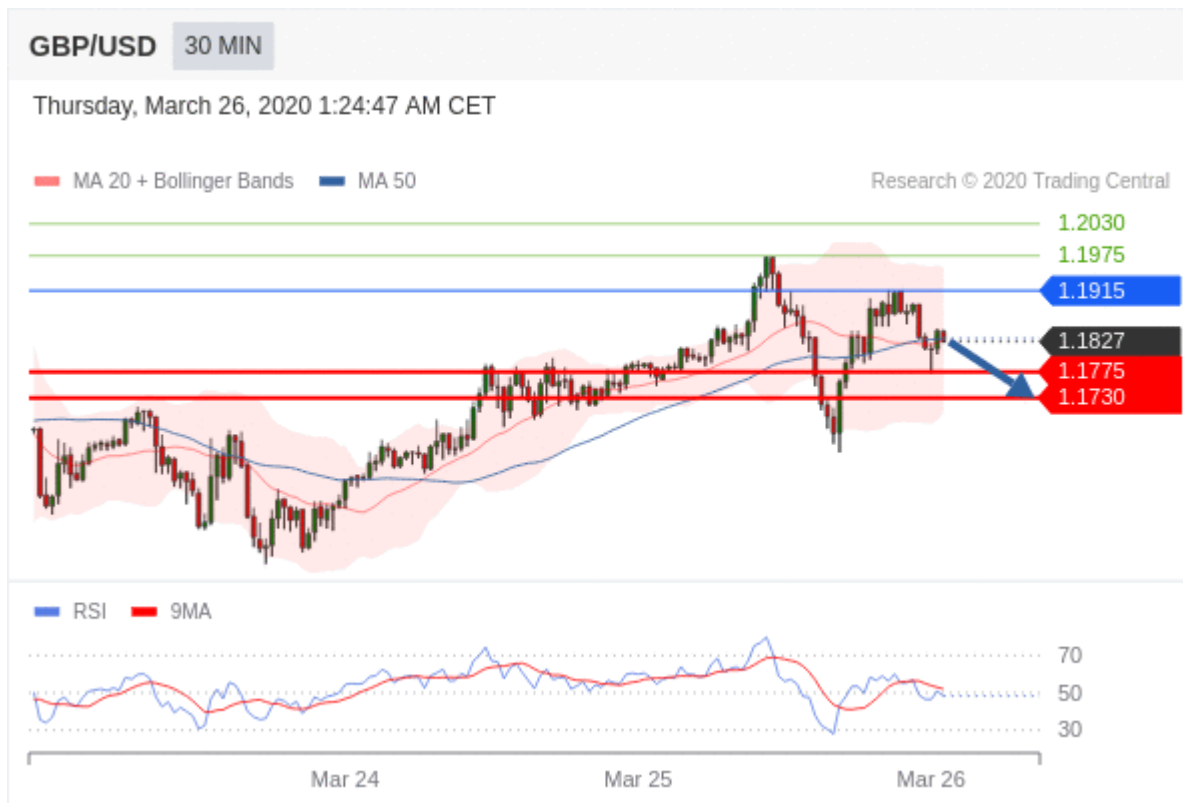 GBP/USD 30 MIN
Thursday, March 26, 2020 1:24:47 AM CET
MA 20 + Bollinger Bands MA 50 Research © 2020 Trading Central
1.2030
1.1975
1.1915
1.1827
1.1775
1.1730
RSI 9MA
70
50
30
Mar 24 Mar 25 Mar 26